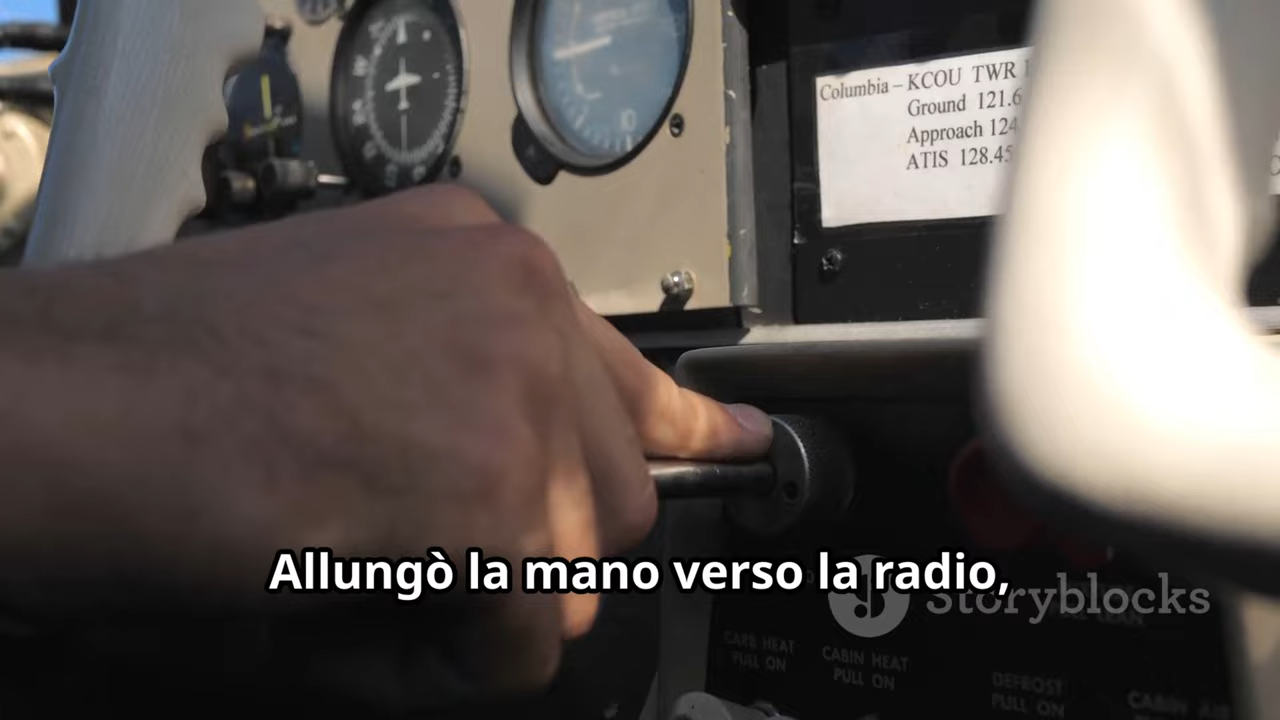 Columbia – KCOU TWR
Ground 121.6
Approach 124
ATIS 128.45
10
Allungò la mano verso la radio,
Storyblocks
CARB HEAT
PULL ON
CABIN HEAT
PULL ON
DEFROST
PULL ON
CABIN AIR